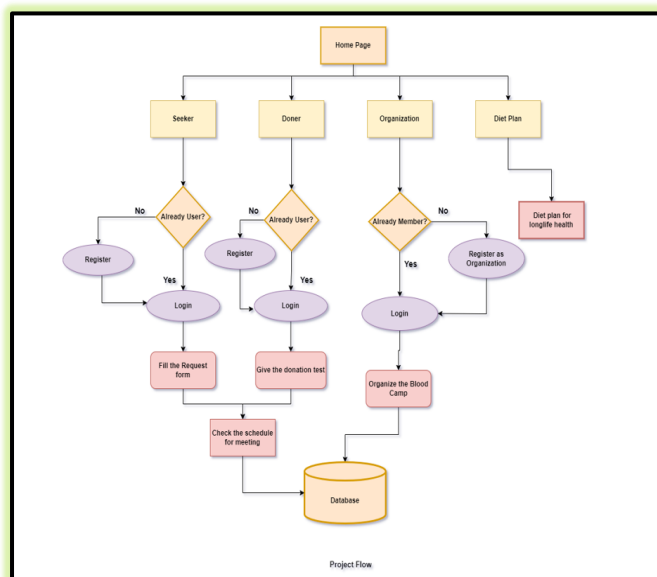 Home Page
Seeker
Doner
Organization
Diet Plan
No
Already User?
No
Already User?
Already Member?
No
Diet plan for
longlife health
Register
Yes
Register
Yes
Yes
Register as
Organization
Login
Login
Login
Fill the Request
form
Give the donation test
Organize the Blood
Camp
Check the schedule
for meeting
Database
Project Flow